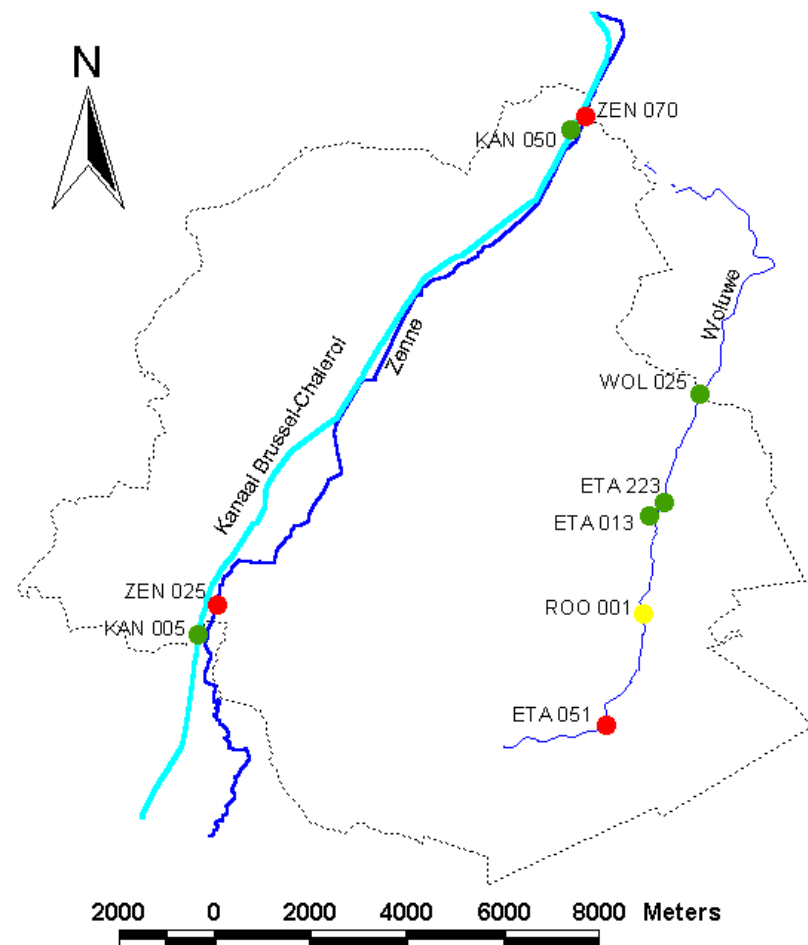 N
ZEN 070
KAN 050
Woluwe
Zenne
WOL 025
Kanaal Brussel-Chaleroi
ETA 223
ETA 013
ZEN 025
ROO 001
KAN 005
ETA 051
2000 0 2000 4000 6000 8000 Meters